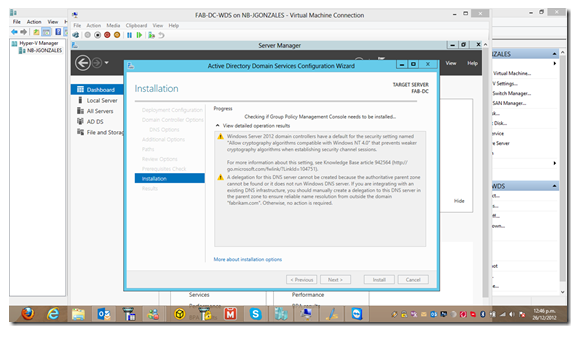 FAB-DC-WDS on NB-JGONZALES - Virtual Machine Connection
File Action View H
File Action Media Clipboard View Help
Hyper-V Manager
NB-JGONZALES
Server Manager
View Help
Active Directory Domain Services Configuration Wizard
Installation
TARGET SERVER
FAB-DC
Dashboard
Local Server
All Servers
AD DS
File and Storag
Deployment Configuration
Domain Controller Options
DNS Options
Additional Options
Paths
Review Options
Prerequisites Check
Installation
Results
Progress
Checking if Group Policy Management Console needs to be installed...
View detailed operation results
Windows Server 2012 domain controllers have a default for the security setting named
"Allow cryptography algorithms compatible with Windows NT 4.0" that prevents weaker
cryptography algorithms when establishing security channel sessions.
For more information about this setting, see Knowledge Base article 942564 (http://
go.microsoft.com/fwlink/?LinkId=104751).
A delegation for this DNS server cannot be created because the authoritative parent zone
cannot be found or it does not run Windows DNS server. If you are integrating with an
existing DNS infrastructure, you should manually create a delegation to this DNS server in
the parent zone to ensure reliable name resolution from outside the domain
"fabrikam.com". Otherwise, no action is required.
More about installation options
< Previous
Next >
Install
Cancel
Hide
Services
Performance
Performance
ZALES
Virtual Machine...
V Settings...
Switch Manager...
SAN Manager...
Disk...
rvice
e Server
WDS
own...
12:46 p.m.
26/12/2012